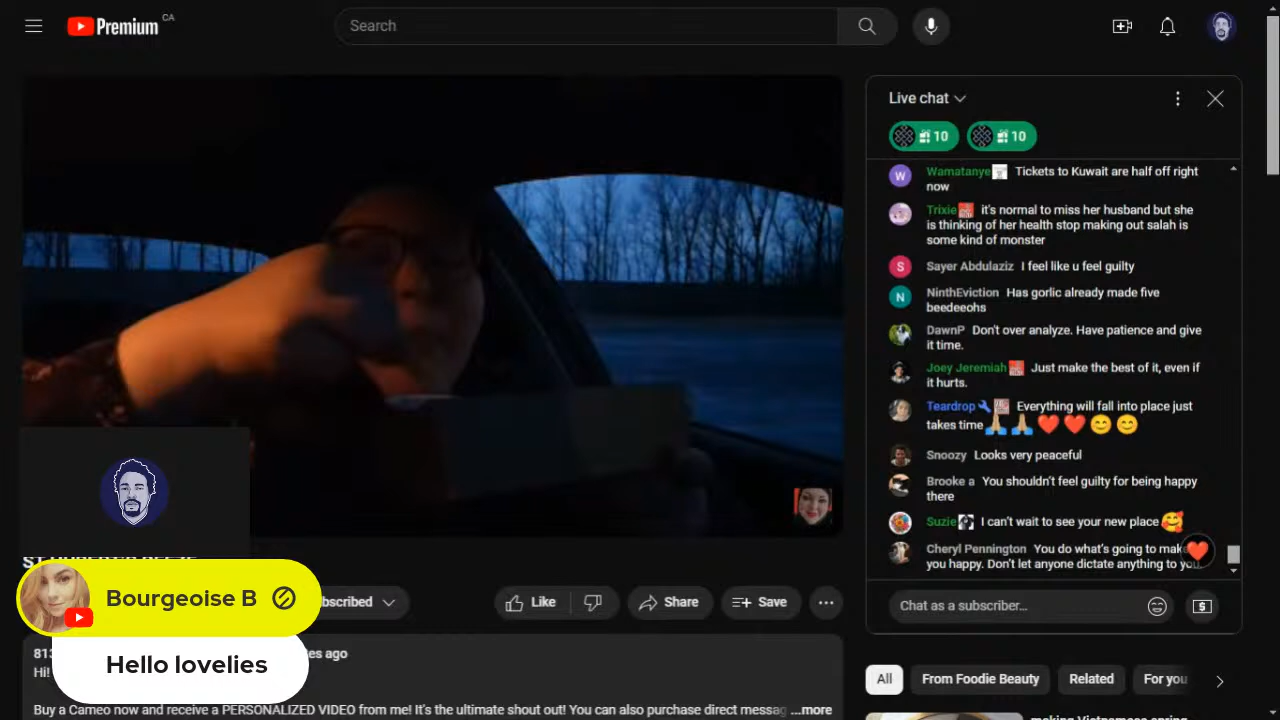 Premium CA
Search
Live chat
10
10
W
Wamatanye Tickets to Kuwait are half off right
now
Trixie it's normal to miss her husband but she
is thinking of her health stop making out salah is
some kind of monster
S
Sayer Abdulaziz I feel like u feel guilty
N
NinthEviction Has gorlic already made five
beedeeohs
DawnP Don't over analyze. Have patience and give
it time.
Joey Jeremiah Just make the best of it, even if
it hurts.
Teardrop Everything will fall into place just
takes time🙏🏽🙏🏽❤️❤️😊😊
Snoozy Looks very peaceful
Brooke a You shouldn't feel guilty for being happy
there
Suzie I can't wait to see your new place🥰
Cheryl Pennington You do what's going to make
you happy. Don't let anyone dictate anything to you.
Chat as a subscriber...
Bourgeoise B
Hello lovelies
Like
Share
Save
Hi!
Buy a Cameo now and receive a PERSONALIZED VIDEO from me! It's the ultimate shout out! You can also purchase direct messag ...more
All
From Foodie Beauty
Related
For you
making Vietnamese spring